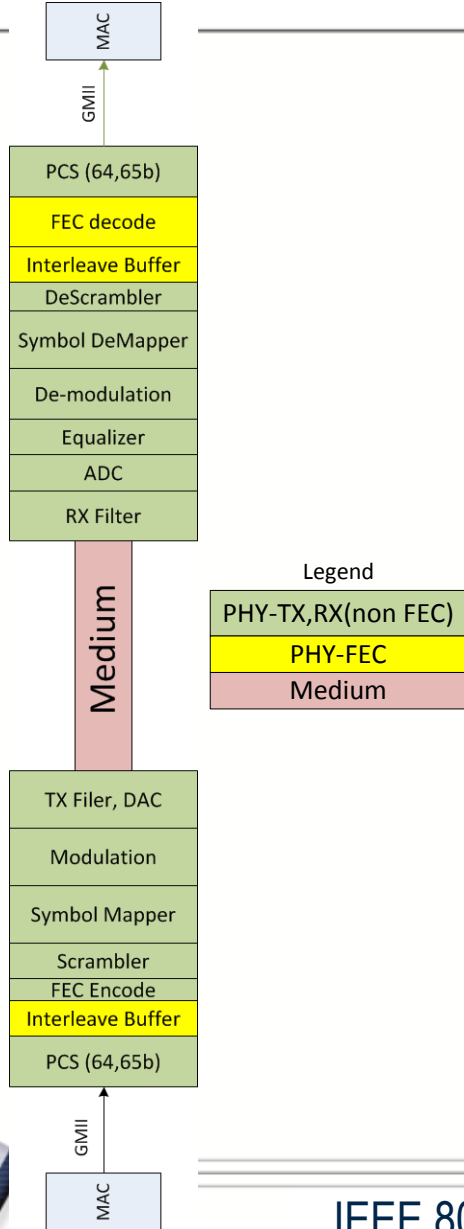 MAC
GMII
PCS (64,65b)
FEC decode
Interleave Buffer
DeScrambler
Symbol DeMapper
De-modulation
Equalizer
ADC
RX Filter
Medium
Legend
PHY-TX,RX(non FEC)
PHY-FEC
Medium
TX Filer, DAC
Modulation
Symbol Mapper
Scrambler
FEC Encode
Interleave Buffer
PCS (64,65b)
GMII
MAC
IEEE 80